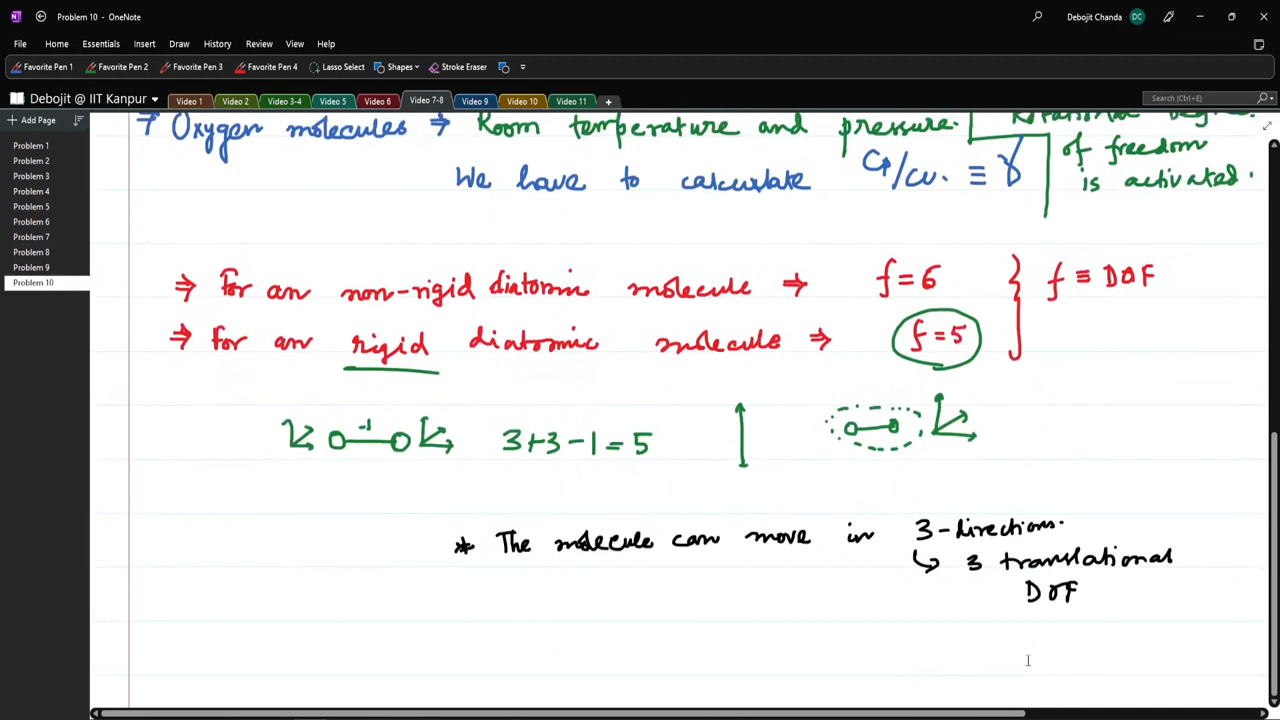 Problem 10 - OneNote
Debojit Chanda DC
File Home Essentials Insert Draw History Review View Help
Favorite Pen 1 Favorite Pen 2 Favorite Pen 3 Favorite Pen 4 Lasso Select Shapes Stroke Eraser
Debojit @ IIT Kanpur Video 1 Video 2 Video 3-4 Video 5 Video 6 Video 7-8 Video 9 Video 10 Video 11 + Search (Ctrl+E)
Add Page
Problem 1
Problem 2
Problem 3
Problem 4
Problem 5
Problem 6
Problem 7
Problem 8
Problem 9
Problem 10
⇒ Oxygen molecules ⇒ Room temperature and pressure.
of freedom
is activated.
We have to calculate Cp/Cv. ≡ γ
⇒ For an non-rigid diatomic molecule ⇒ f = 6
⇒ For an rigid diatomic molecule ⇒ f = 5
f ≡ DOF
-1
3+3-1=5
* The molecule can move in 3-directions.
↳ 3 translational
DOF